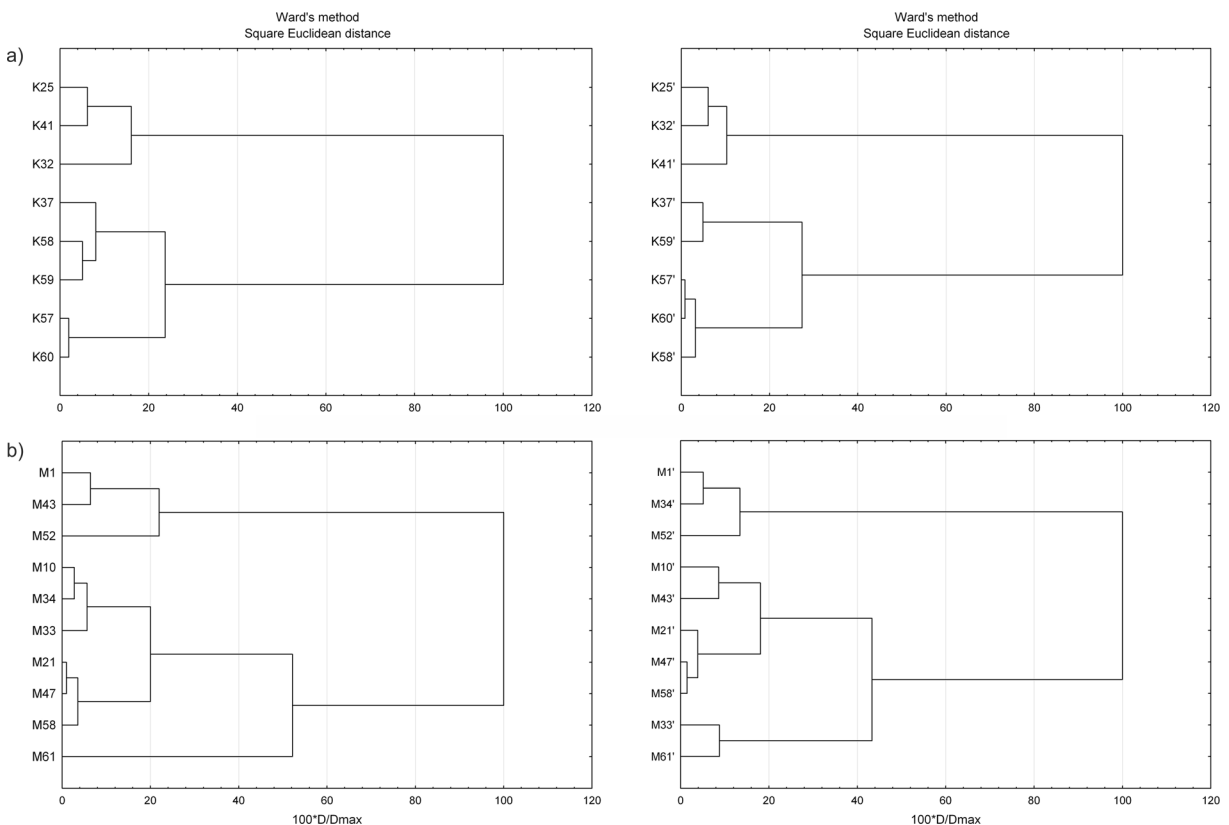 Ward's method
Square Euclidean distance
a)
K25
K41
K32
K37
K58
K59
K57
K60
0 20 40 60 80 100 120
Ward's method
Square Euclidean distance
K25'
K32'
K41'
K37'
K59'
K57'
K60'
K58'
0 20 40 60 80 100 120
b)
M1
M43
M52
M10
M34
M33
M21
M47
M58
M61
0 20 40 60 80 100 120
100*D/Dmax
M1'
M34'
M52'
M10'
M43'
M21'
M47'
M58'
M33'
M61'
0 20 40 60 80 100 120
100*D/Dmax